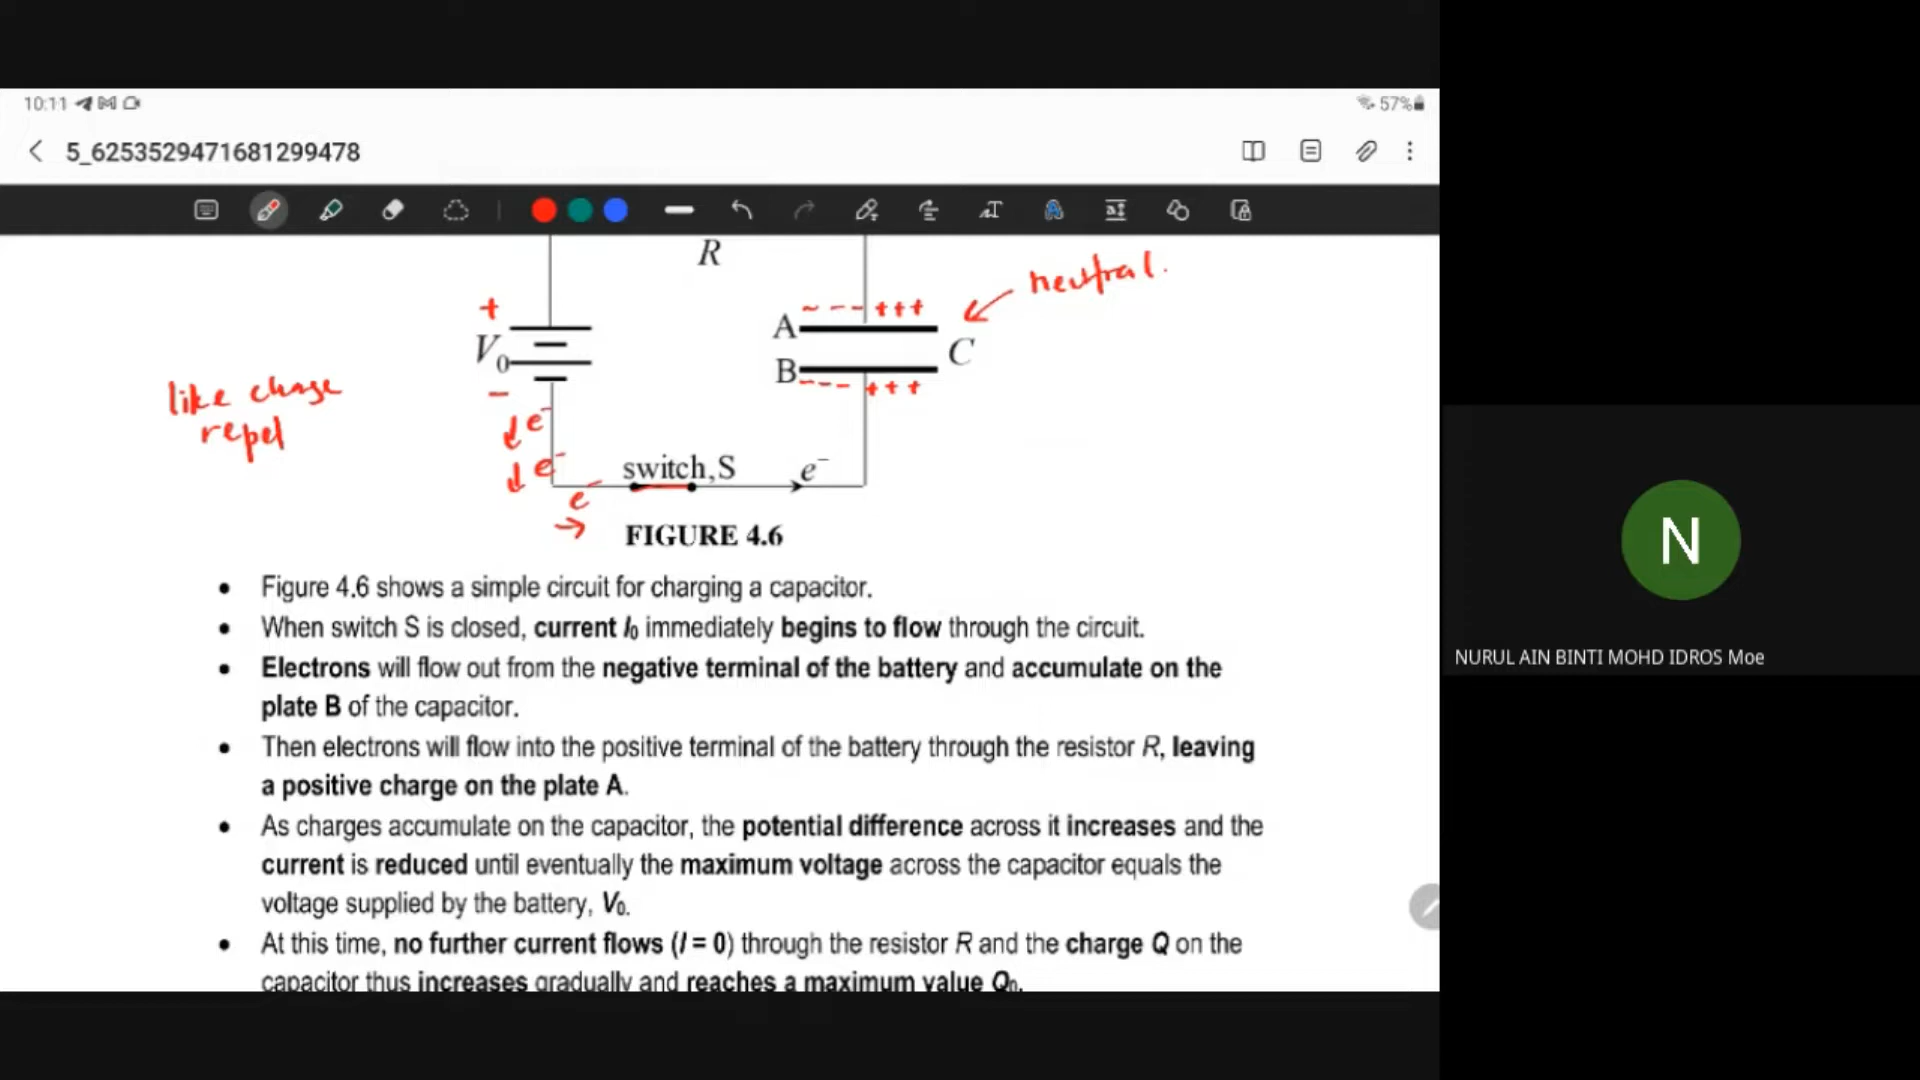 10:11
57%
5_6253529471681299478
R
neutral.
+
- - - +++
A
V0
C
B
- - - +++
like charge
repel
-
e-
e-
switch,S
e-
e-
FIGURE 4.6
• Figure 4.6 shows a simple circuit for charging a capacitor.
• When switch S is closed, current I0 immediately begins to flow through the circuit.
• Electrons will flow out from the negative terminal of the battery and accumulate on the
plate B of the capacitor.
• Then electrons will flow into the positive terminal of the battery through the resistor R, leaving
a positive charge on the plate A.
• As charges accumulate on the capacitor, the potential difference across it increases and the
current is reduced until eventually the maximum voltage across the capacitor equals the
voltage supplied by the battery, V0.
• At this time, no further current flows (I = 0) through the resistor R and the charge Q on the
capacitor thus increases gradually and reaches a maximum value Q0.
N
NURUL AIN BINTI MOHD IDROS Moe